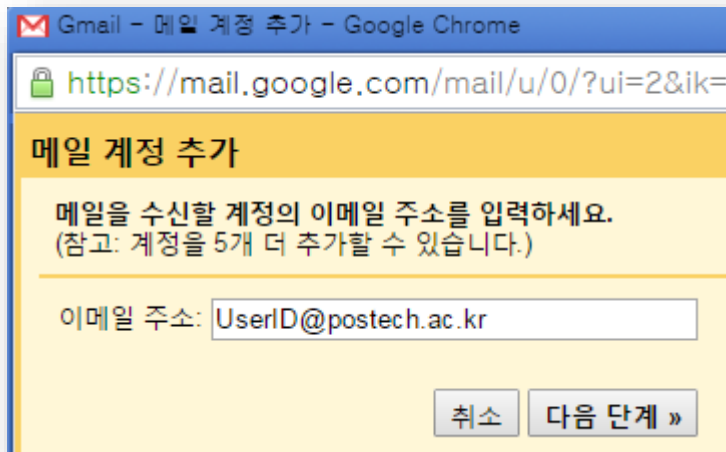 Gmail - 메일 계정 추가 - Google Chrome
https://mail.google.com/mail/u/0/?ui=2&ik=
메일 계정 추가
메일을 수신할 계정의 이메일 주소를 입력하세요.
(참고: 계정을 5개 더 추가할 수 있습니다.)
이메일 주소: UserID@postech.ac.kr
취소 다음 단계 »